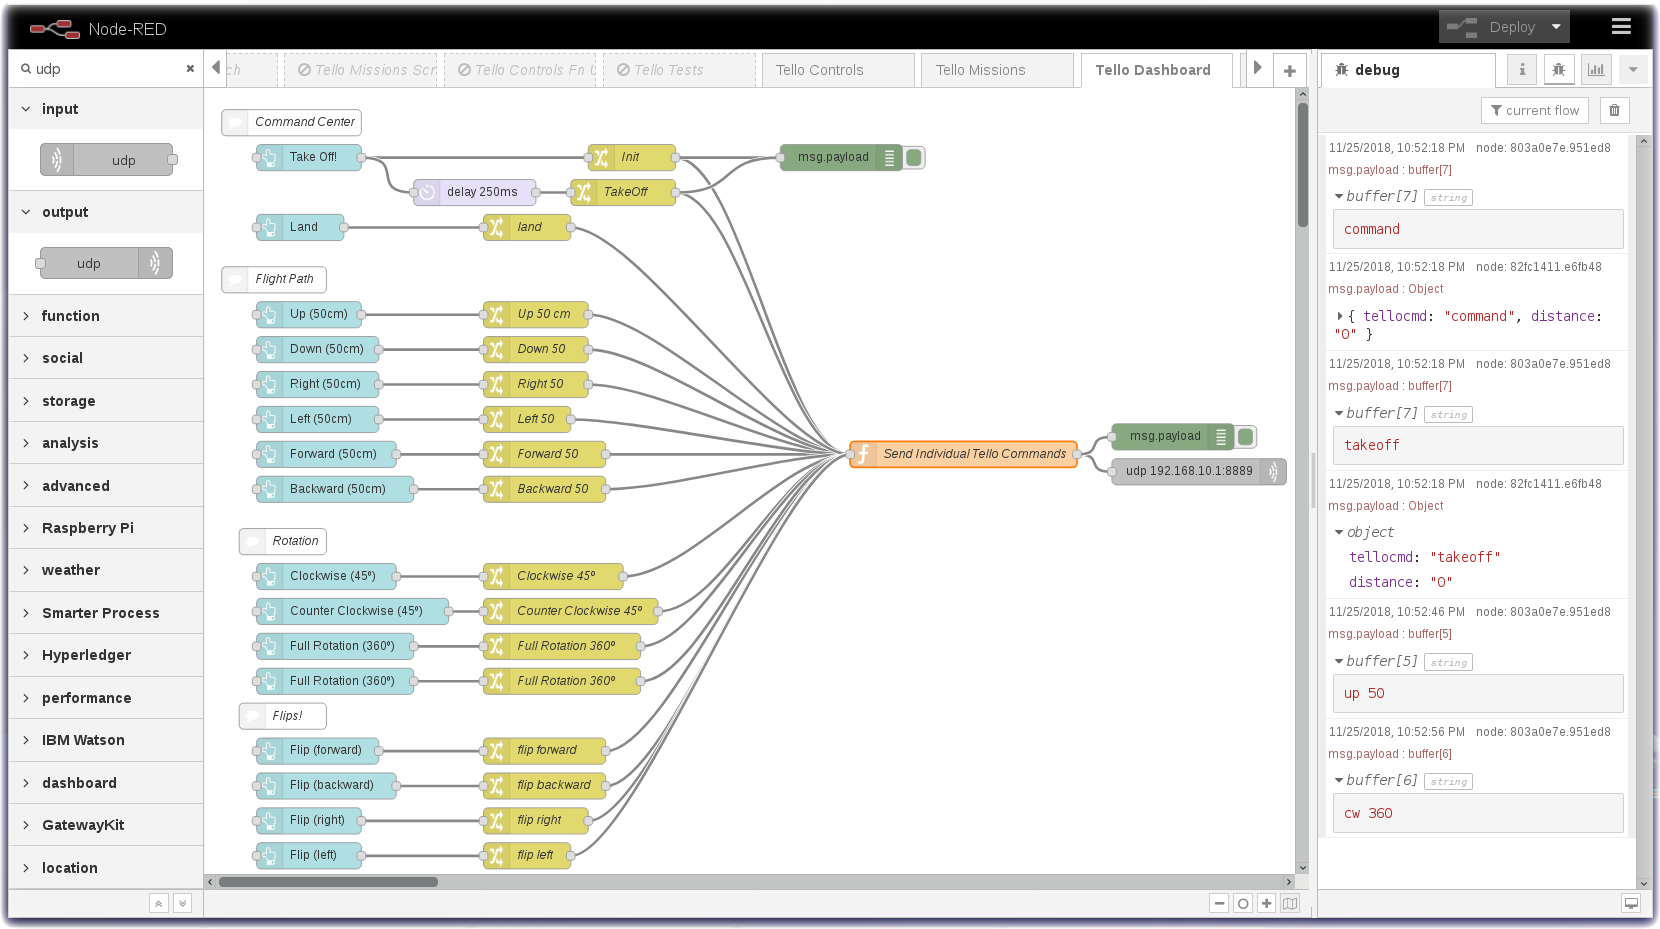 Node-RED
Deploy
udp
ch
Tello Missions Scr
Tello Controls Fn U
Tello Tests
Tello Controls
Tello Missions
Tello Dashboard
debug
current flow
input
udp
output
udp
function
social
storage
analysis
advanced
Raspberry Pi
weather
Smarter Process
Hyperledger
performance
IBM Watson
dashboard
GatewayKit
location
Command Center
Take Off!
Init
msg.payload
delay 250ms
TakeOff
Land
land
Flight Path
Up (50cm)
Up 50 cm
Down (50cm)
Down 50
Right (50cm)
Right 50
Left (50cm)
Left 50
Forward (50cm)
Forward 50
Backward (50cm)
Backward 50
Send Individual Tello Commands
msg.payload
udp 192.168.10.1:8889
Rotation
Clockwise (45º)
Clockwise 45º
Counter Clockwise (45º)
Counter Clockwise 45º
Full Rotation (360º)
Full Rotation 360º
Full Rotation (360º)
Full Rotation 360º
Flips!
Flip (forward)
flip forward
Flip (backward)
flip backward
Flip (right)
flip right
Flip (left)
flip left
11/25/2018, 10:52:18 PM node: 803a0e7e.951ed8
msg.payload : buffer[7]
buffer[7] string
command
11/25/2018, 10:52:18 PM node: 82fc1411.e6fb48
msg.payload : Object
{ tellocmd: "command", distance:
"0" }
11/25/2018, 10:52:18 PM node: 803a0e7e.951ed8
msg.payload : buffer[7]
buffer[7] string
takeoff
11/25/2018, 10:52:18 PM node: 82fc1411.e6fb48
msg.payload : Object
object
tellocmd: "takeoff"
distance: "0"
11/25/2018, 10:52:46 PM node: 803a0e7e.951ed8
msg.payload : buffer[5]
buffer[5] string
up 50
11/25/2018, 10:52:56 PM node: 803a0e7e.951ed8
msg.payload : buffer[6]
buffer[6] string
cw 360